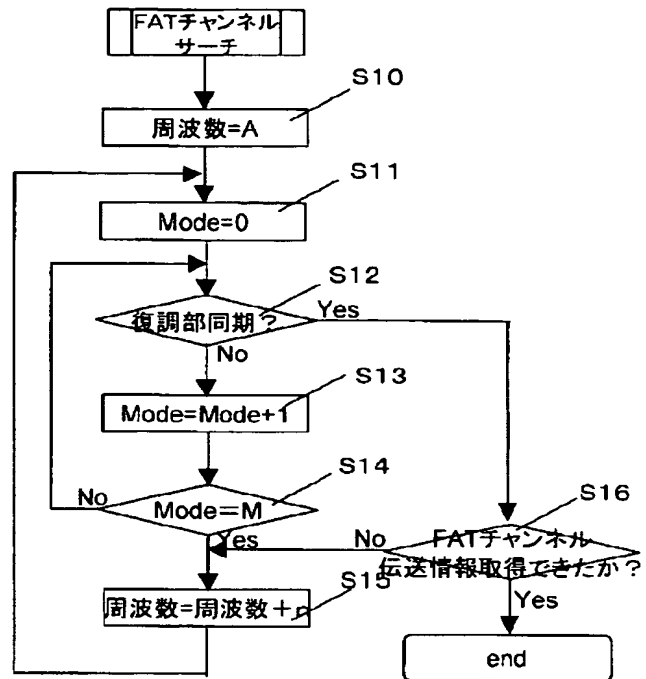 FATチャンネル
サーチ
S10
周波数=A
S11
Mode=0
S12
復調部同期?
Yes
No
S13
Mode=Mode+1
S14
No
Mode=M
Yes
S16
No
FATチャンネル
伝送情報取得できたか?
S15
周波数=周波数+n
Yes
end